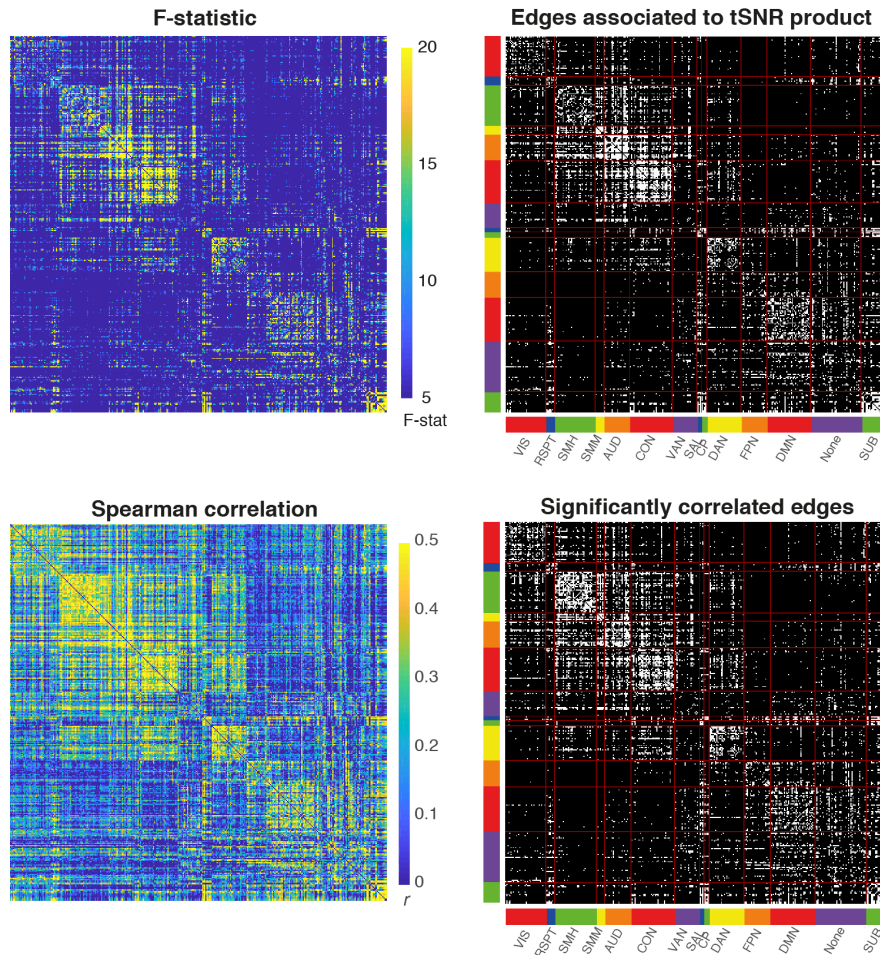 F-statistic
Edges associated to tSNR product
20
15
10
5
F-stat
VIS
RSPT
SMH
SMM
AUD
CON
VAN
SAL
CP
DAN
FPN
DMN
None
SUB
Spearman correlation
Significantly correlated edges
0.5
0.4
0.3
0.2
0.1
0
r
VIS
RSPT
SMH
SMM
AUD
CON
VAN
SAL
CP
DAN
FPN
DMN
None
SUB